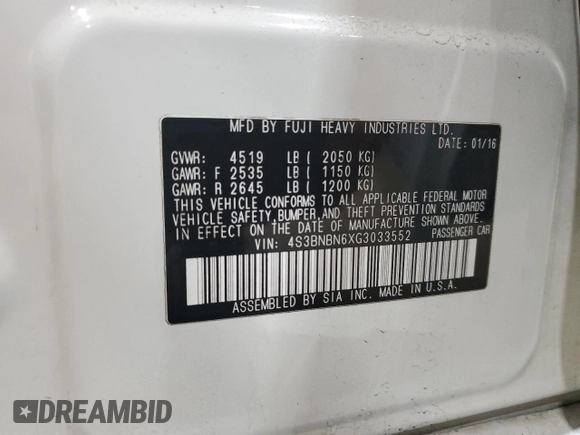 MFD BY FUJI HEAVY INDUSTRIES LTD.
DATE: 01/16
GVWR: 4519 LB ( 2050 KG)
GAWR: F 2535 LB ( 1150 KG)
GAWR: R 2645 LB ( 1200 KG)
THIS VEHICLE CONFORMS TO ALL APPLICABLE FEDERAL MOTOR
VEHICLE SAFETY,BUMPER,AND THEFT PREVENTION STANDARDS
IN EFFECT ON THE DATE OF MANUFACTURE SHOWN ABOVE.
VIN: 4S3BNBN6XG3033552 PASSENGER CAR
ASSEMBLED BY SIA INC. MADE IN U.S.A.
DREAMBID